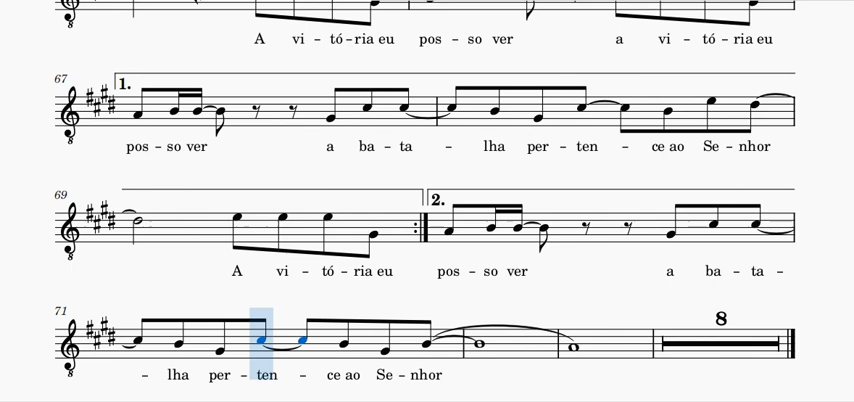 A vi – tó – ria eu pos – so ver a vi – tó – ria eu
67
1.
pos – so ver a ba – ta – lha per – ten – ce ao Se – nhor
69
2.
A vi – tó – ria eu pos – so ver a ba – ta –
71
8
– lha per – ten – ce ao Se – nhor